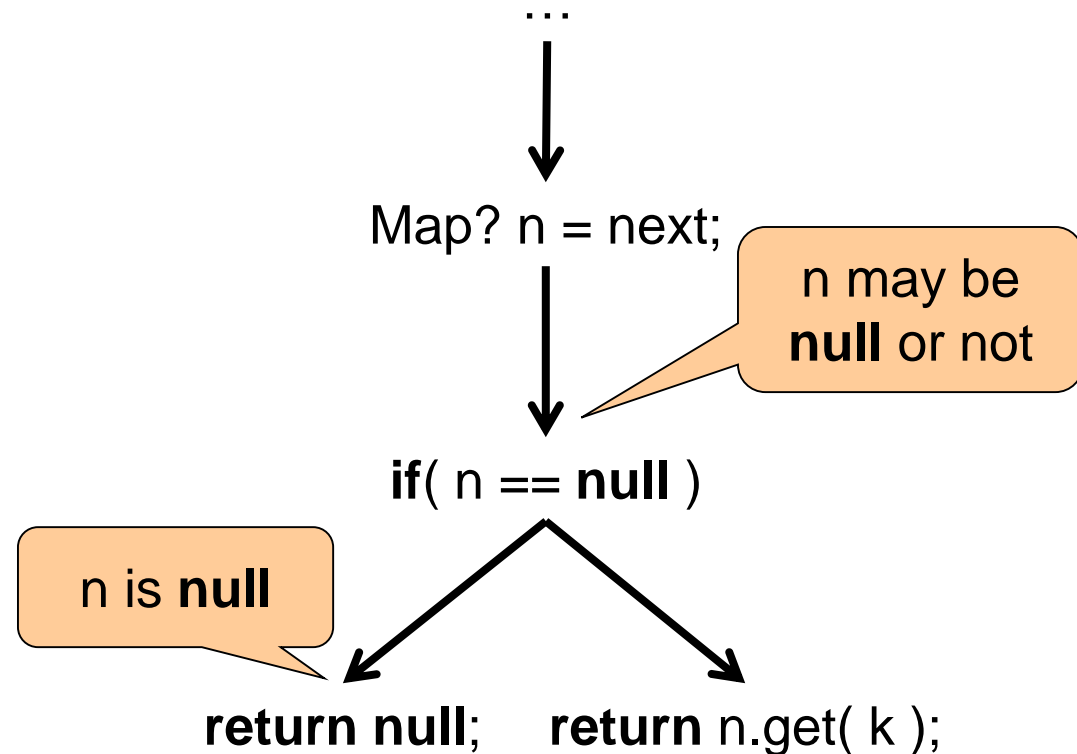 …
Map? n = next;
n may be
null or not
if( n == null )
n is null
return null;
return n.get( k );